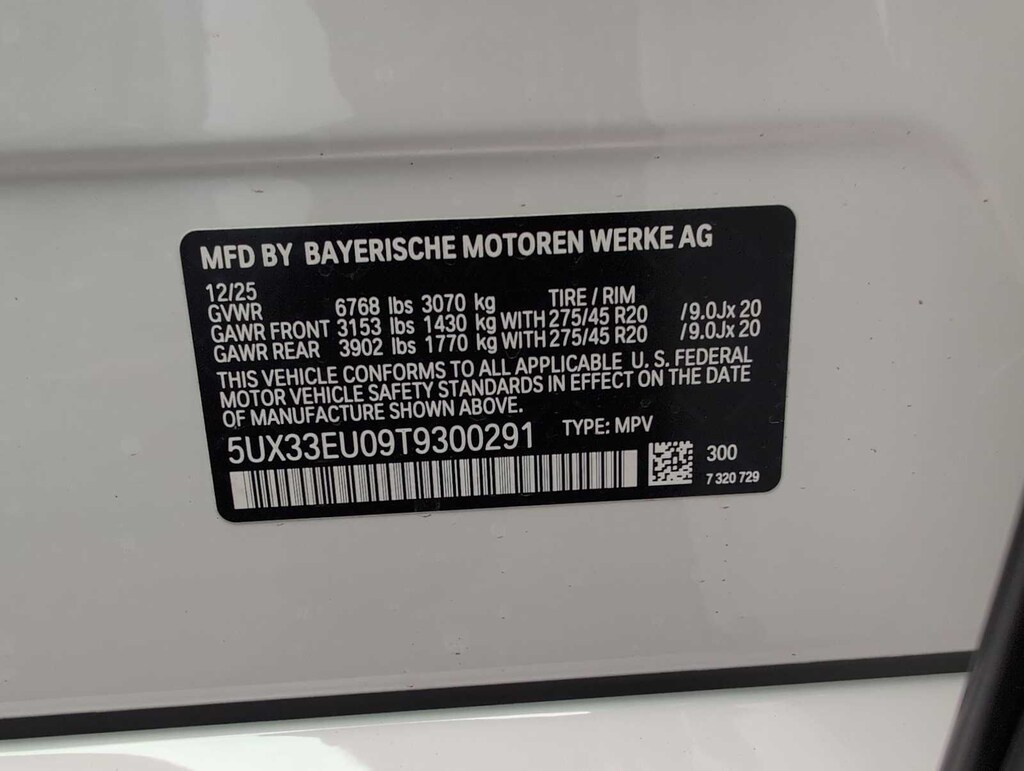 MFD BY BAYERISCHE MOTOREN WERKE AG
12/25 TIRE / RIM
GVWR 6768 lbs 3070 kg
GAWR FRONT 3153 lbs 1430 kg WITH 275/45 R20 /9.0Jx 20
GAWR REAR 3902 lbs 1770 kg WITH 275/45 R20 /9.0Jx 20
THIS VEHICLE CONFORMS TO ALL APPLICABLE U. S. FEDERAL
MOTOR VEHICLE SAFETY STANDARDS IN EFFECT ON THE DATE
OF MANUFACTURE SHOWN ABOVE.
5UX33EU09T9300291 TYPE: MPV
300
7 320 729